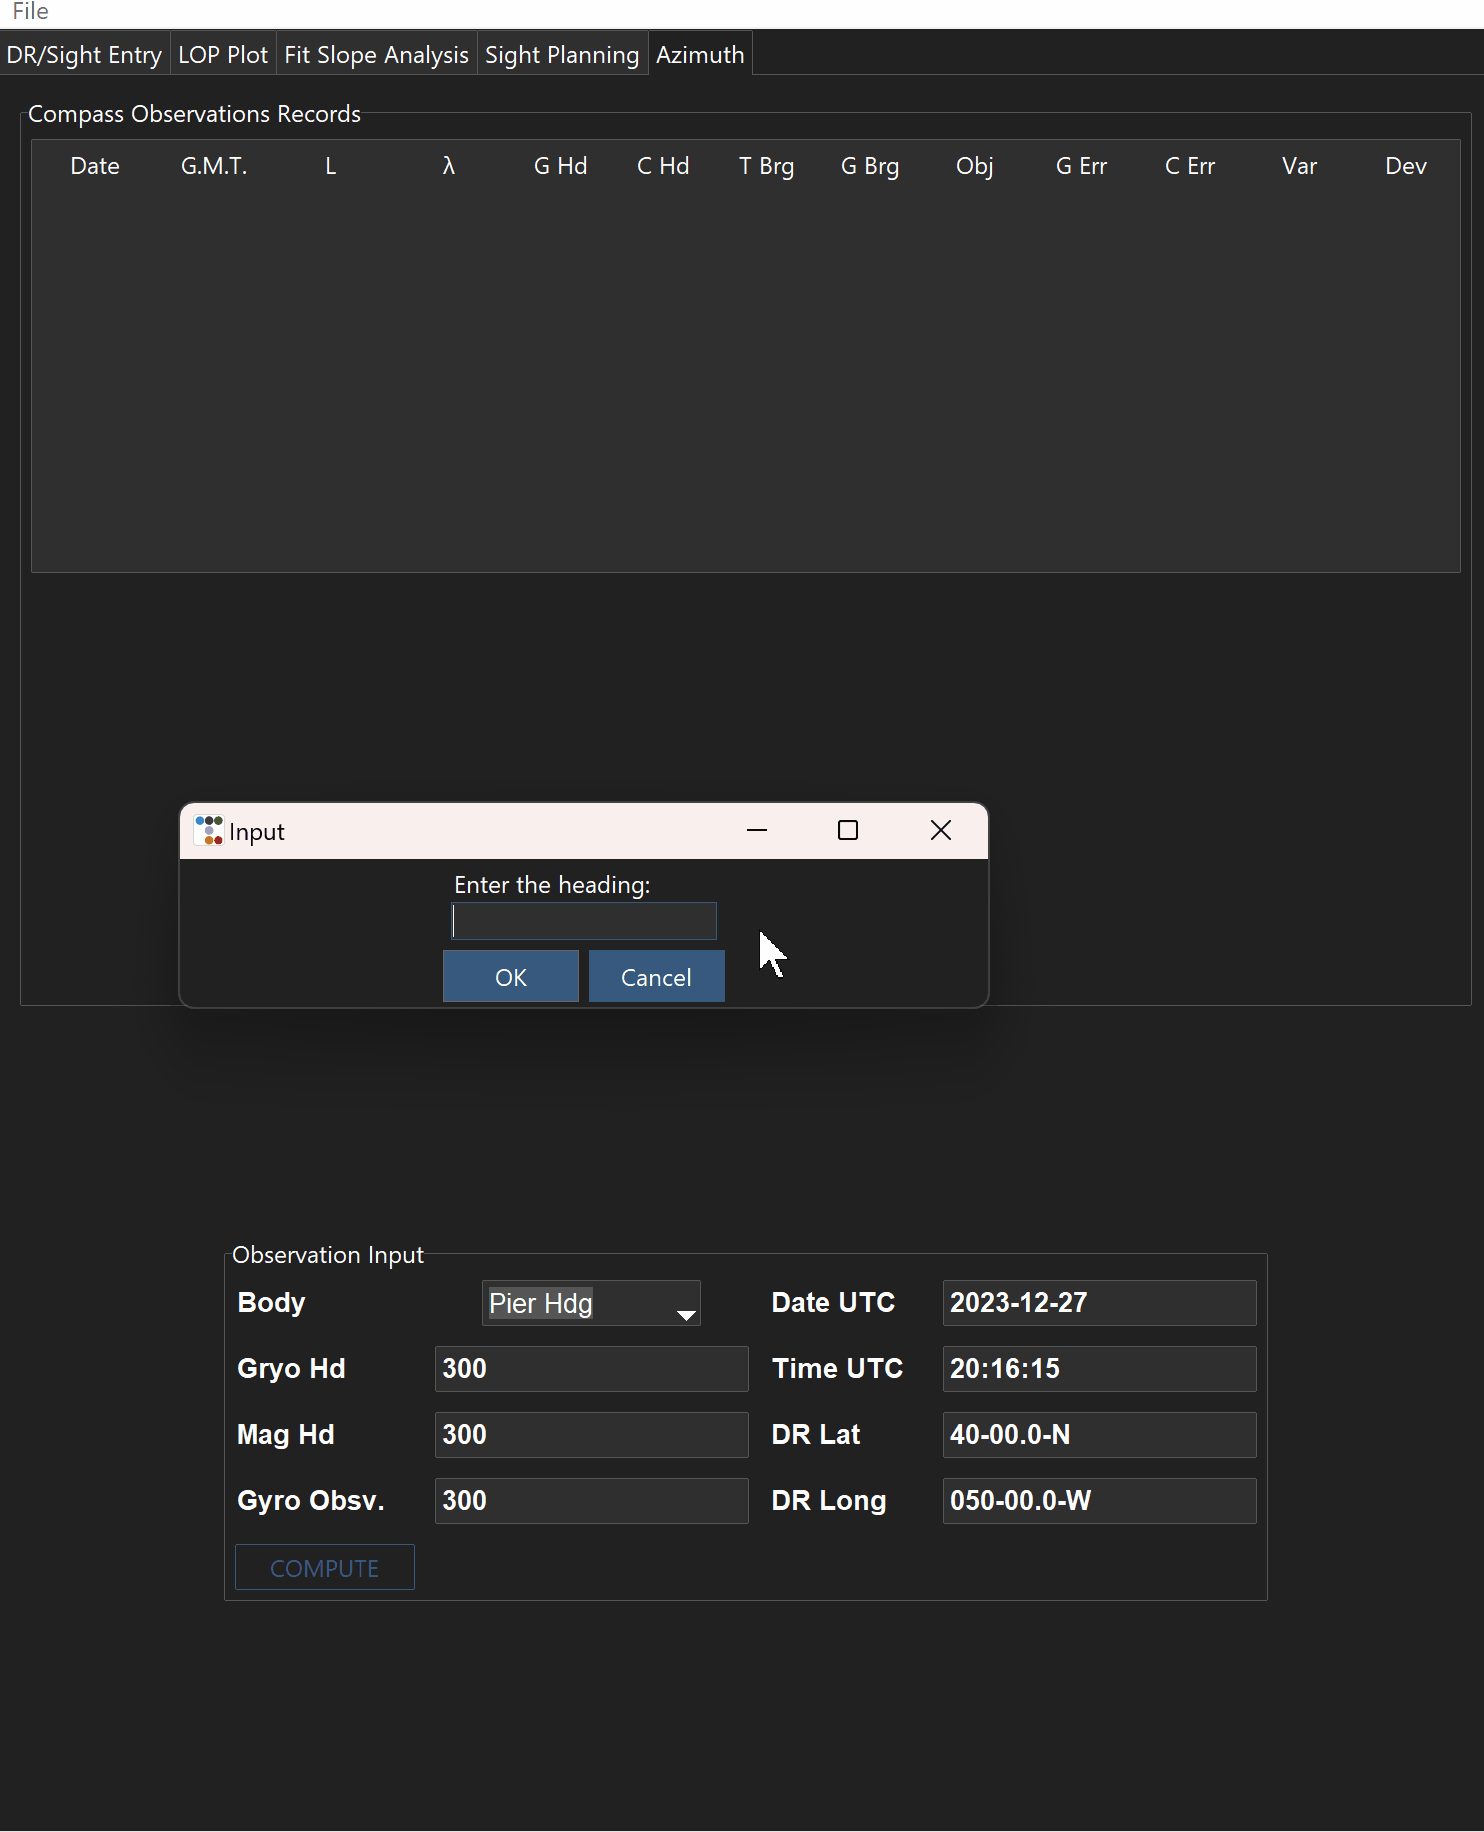 File
DR/Sight Entry LOP Plot Fit Slope Analysis Sight Planning Azimuth
Compass Observations Records
Date G.M.T. L λ G Hd C Hd T Brg G Brg Obj G Err C Err Var Dev
Input
Enter the heading:
OK Cancel
Observation Input
Body Pier Hdg Date UTC 2023-12-27
Gryo Hd 300 Time UTC 20:16:15
Mag Hd 300 DR Lat 40-00.0-N
Gyro Obsv. 300 DR Long 050-00.0-W
COMPUTE